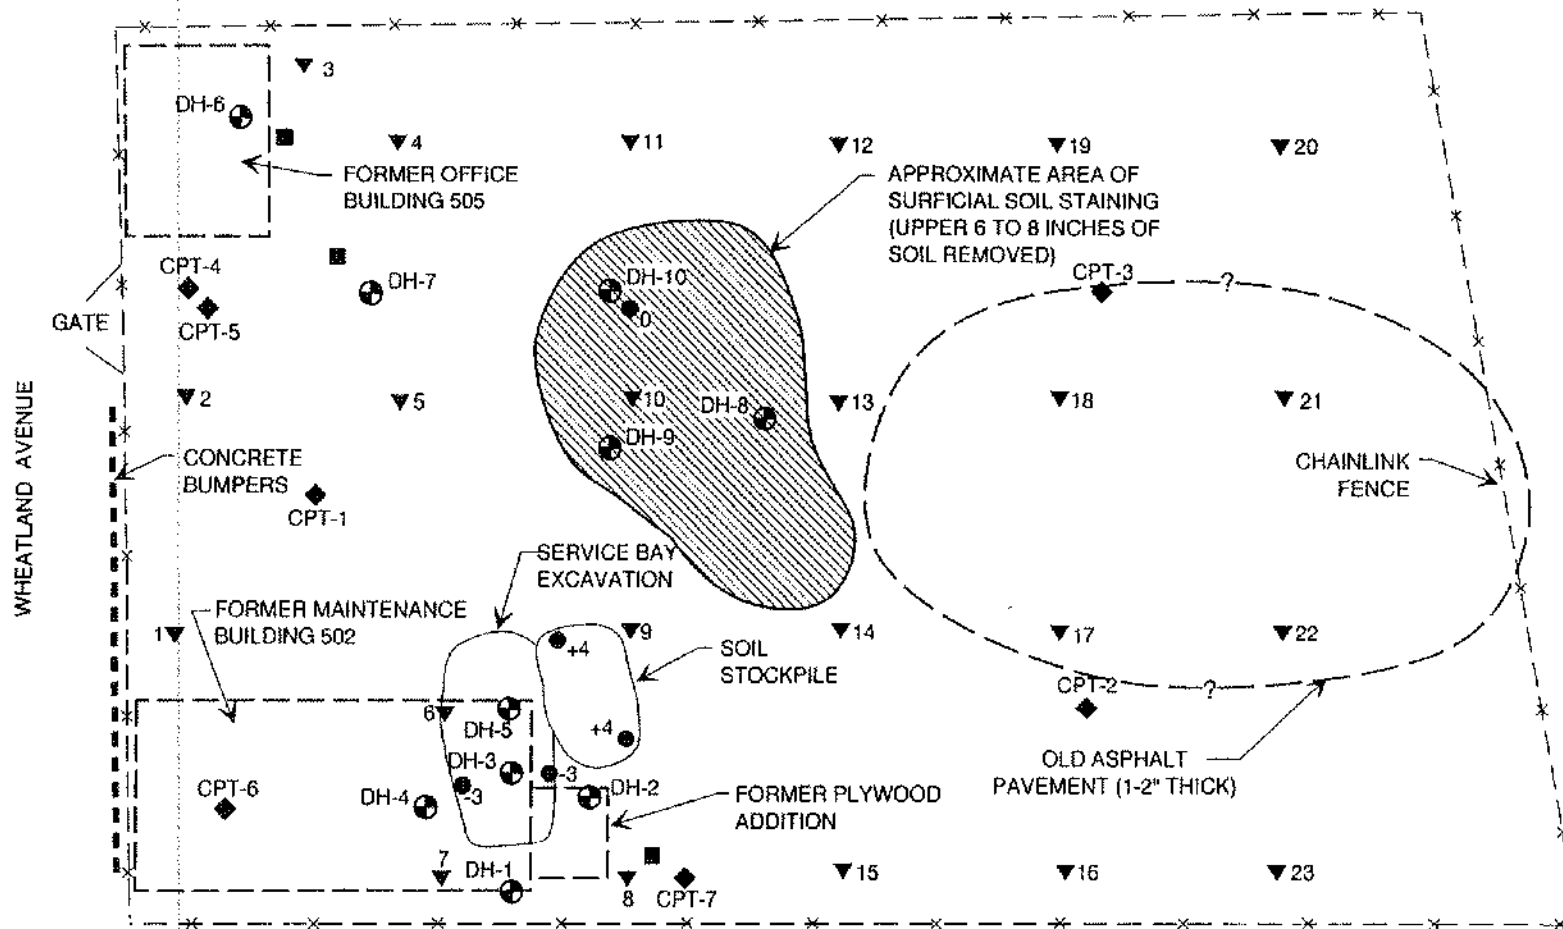 3
DH-6
4
11
12
19
20
FORMER OFFICE
BUILDING 505
APPROXIMATE AREA OF
SURFICIAL SOIL STAINING
(UPPER 6 TO 8 INCHES OF
SOIL REMOVED)
CPT-4
CPT-5
DH-7
DH-10
0
CPT-3
?
GATE
WHEATLAND AVENUE
2
5
10
DH-8
13
18
21
DH-9
CONCRETE
BUMPERS
CPT-1
CHAINLINK
FENCE
SERVICE BAY
EXCAVATION
FORMER MAINTENANCE
BUILDING 502
1
9
14
17
22
+4
SOIL
STOCKPILE
CPT-2
?
6
DH-5
+4
DH-3
-3
-3
DH-2
DH-4
CPT-6
OLD ASPHALT
PAVEMENT (1-2" THICK)
FORMER PLYWOOD
ADDITION
7
DH-1
8
CPT-7
15
16
23